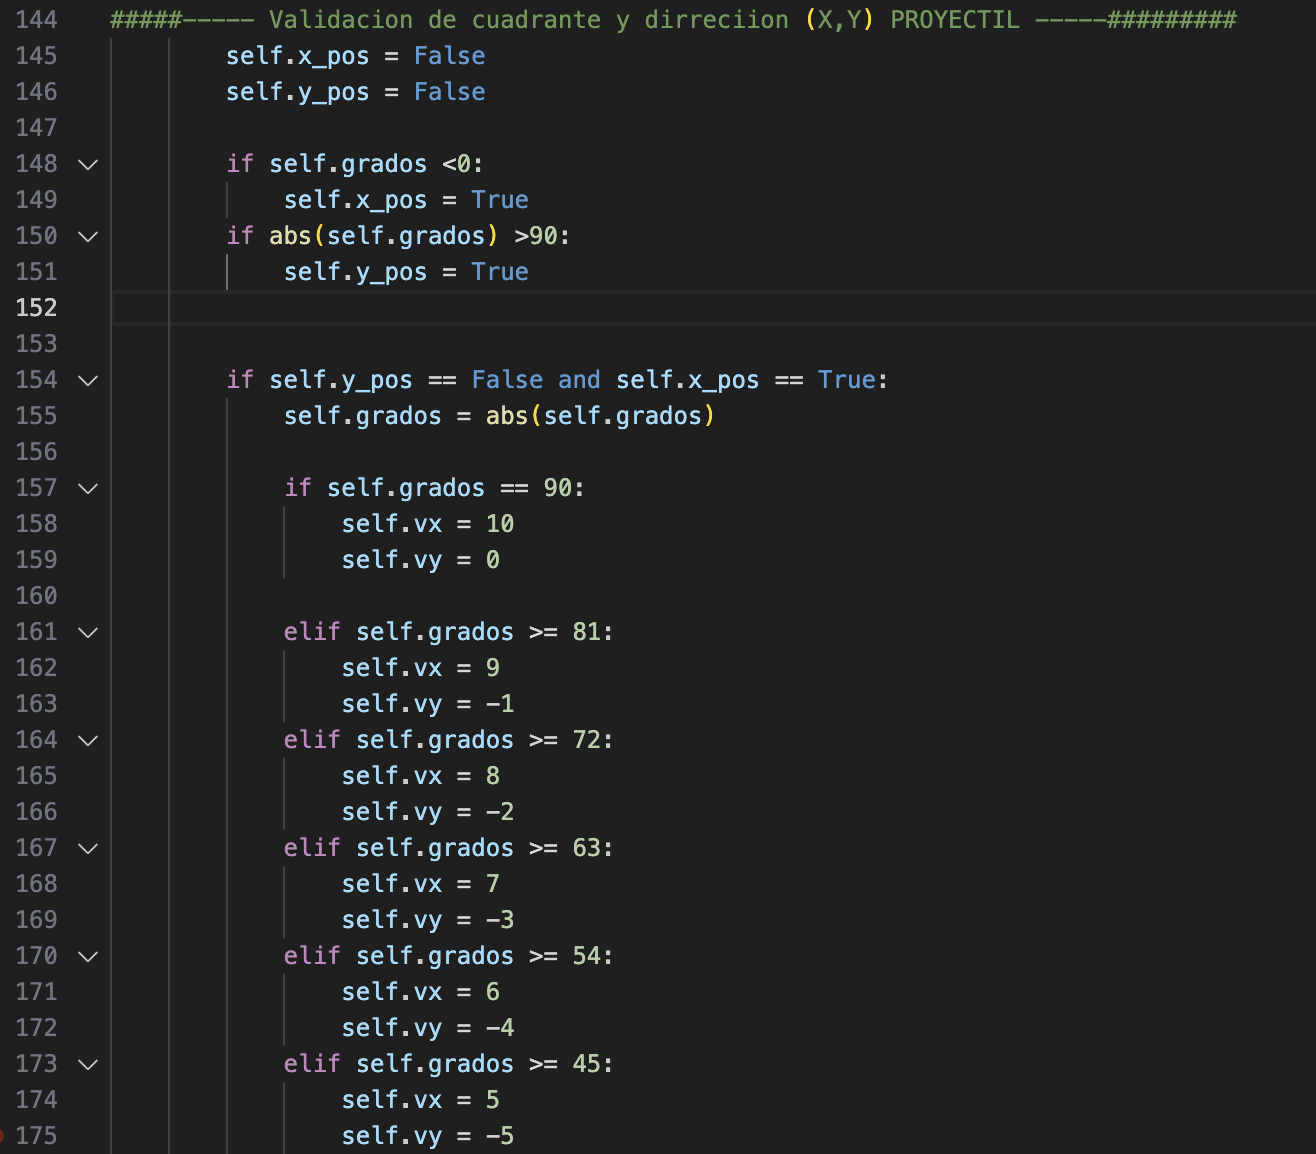 144 #####----- Validacion de cuadrante y dirreciion (X,Y) PROYECTIL -----#########
145 self.x_pos = False
146 self.y_pos = False
147
148 if self.grados <0:
149 self.x_pos = True
150 if abs(self.grados) >90:
151 self.y_pos = True
152
153
154 if self.y_pos == False and self.x_pos == True:
155 self.grados = abs(self.grados)
156
157 if self.grados == 90:
158 self.vx = 10
159 self.vy = 0
160
161 elif self.grados >= 81:
162 self.vx = 9
163 self.vy = -1
164 elif self.grados >= 72:
165 self.vx = 8
166 self.vy = -2
167 elif self.grados >= 63:
168 self.vx = 7
169 self.vy = -3
170 elif self.grados >= 54:
171 self.vx = 6
172 self.vy = -4
173 elif self.grados >= 45:
174 self.vx = 5
175 self.vy = -5